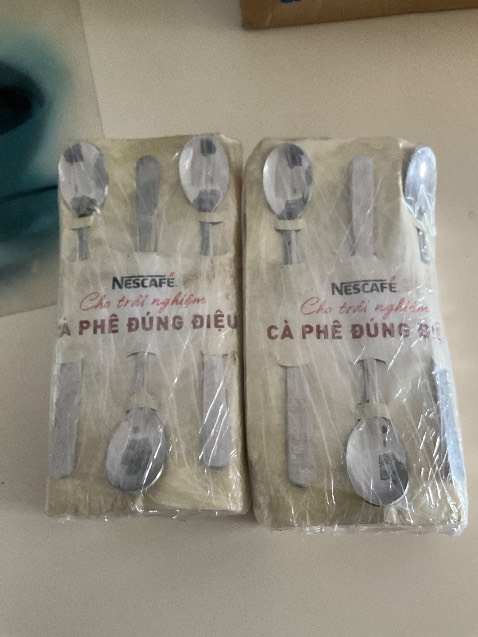 NESCAFÉ
Cho trải nghiệm
CÀ PHÊ ĐÚNG ĐIỆU
NESCAFÉ
Cho trải nghiệm
CÀ PHÊ ĐÚNG